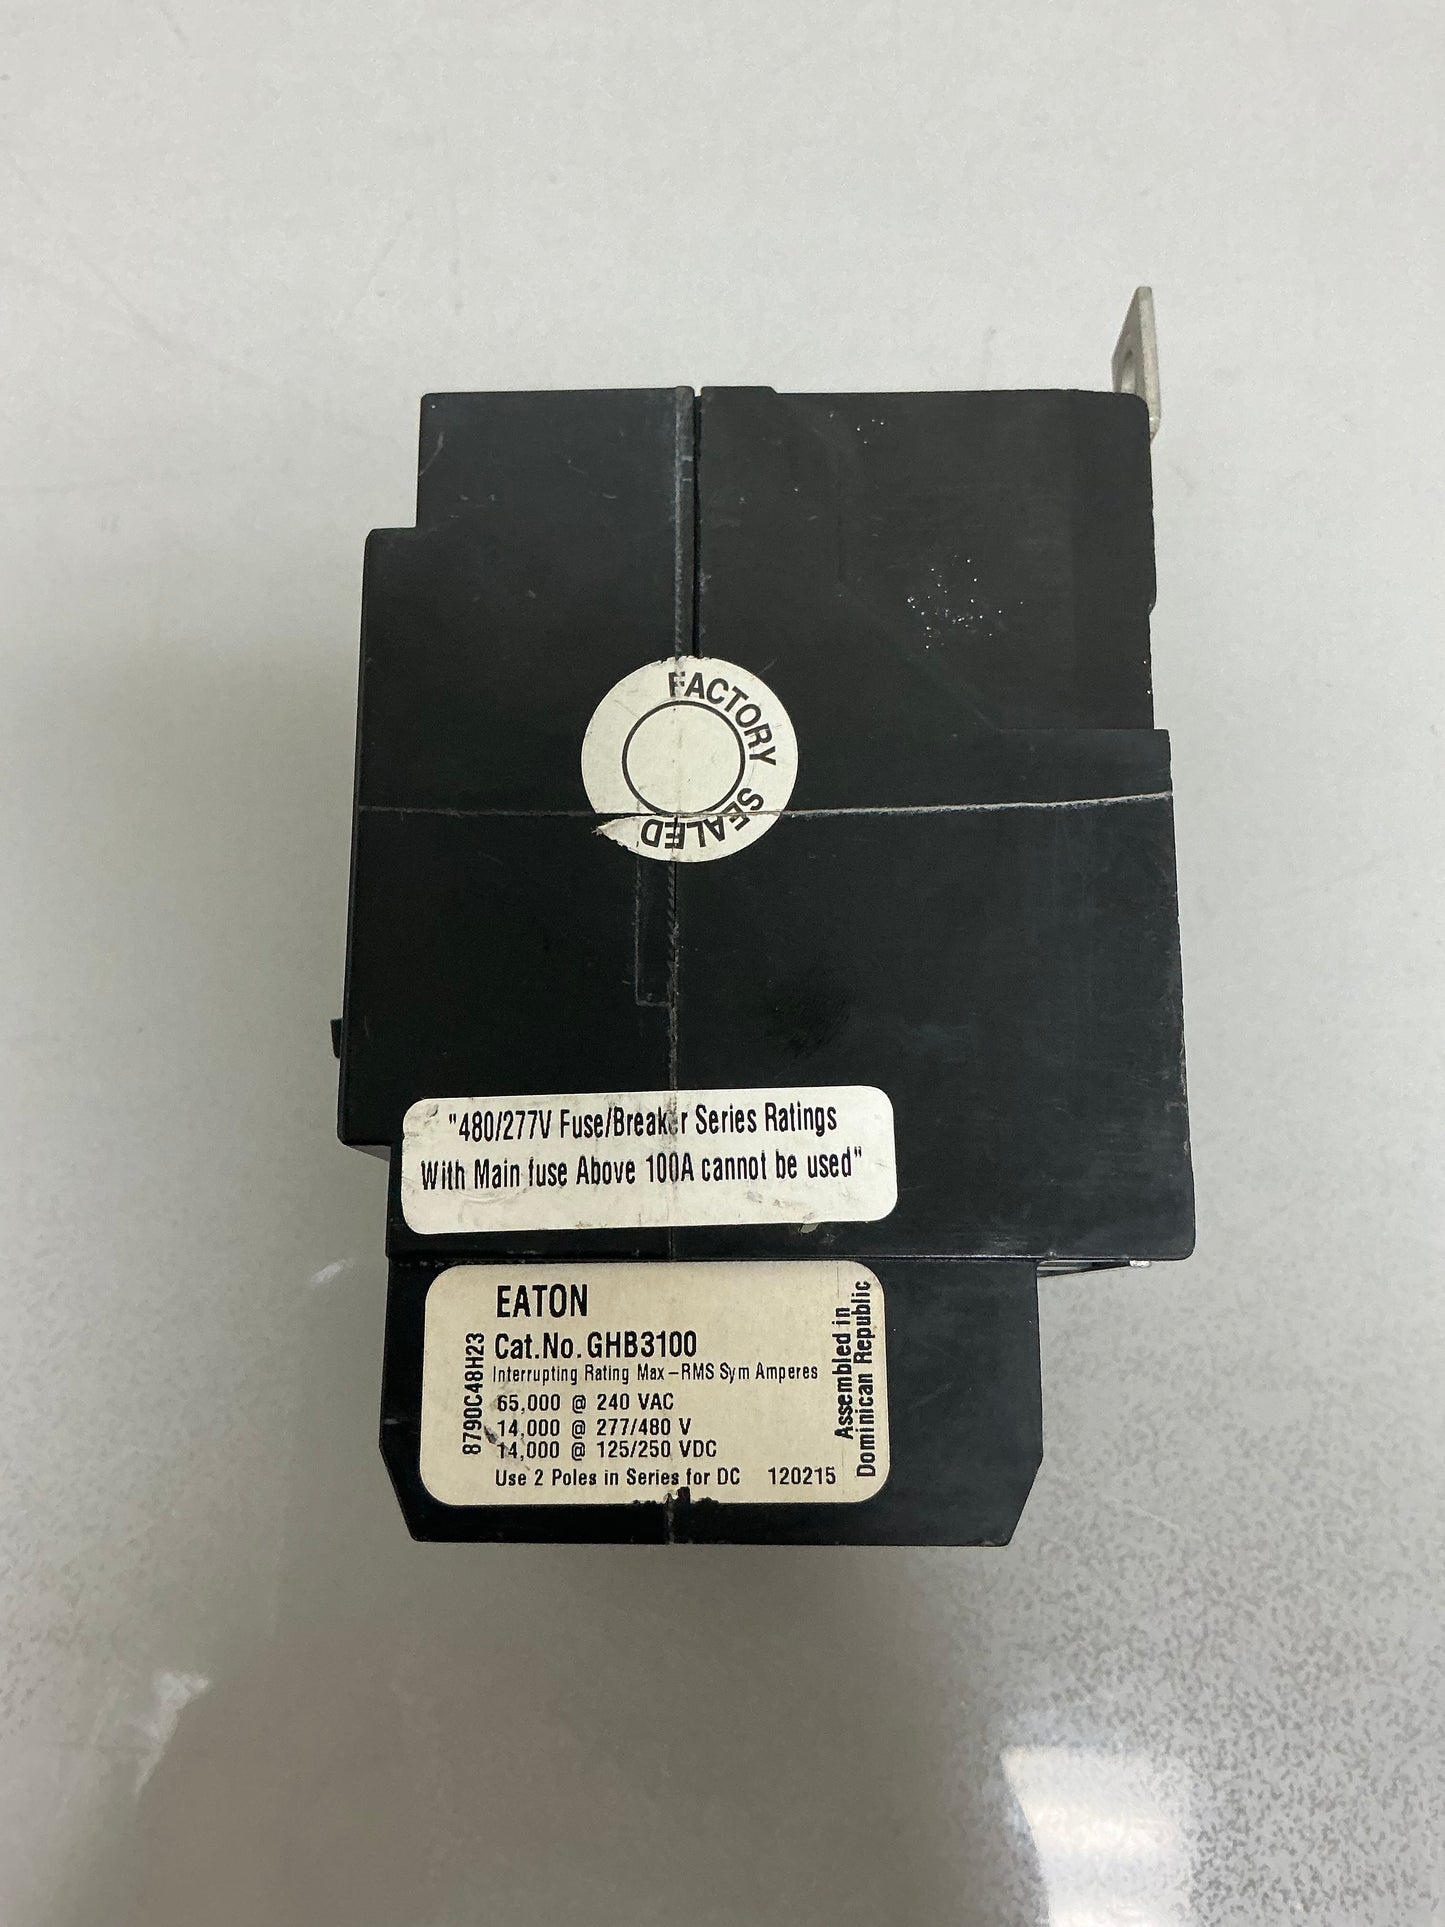 FACTORY SEALED
"480/277V Fuse/Breaker Series Ratings
With Main fuse Above 100A cannot be used"
EATON
Cat.No. GHB3100
Interrupting Rating Max-RMS Sym Amperes
65,000 @ 240 VAC
14,000 @ 277/480 V
14,000 @ 125/250 VDC
Use 2 Poles in Series for DC 120215
8790C48H23
Assembled in
Dominican Republic